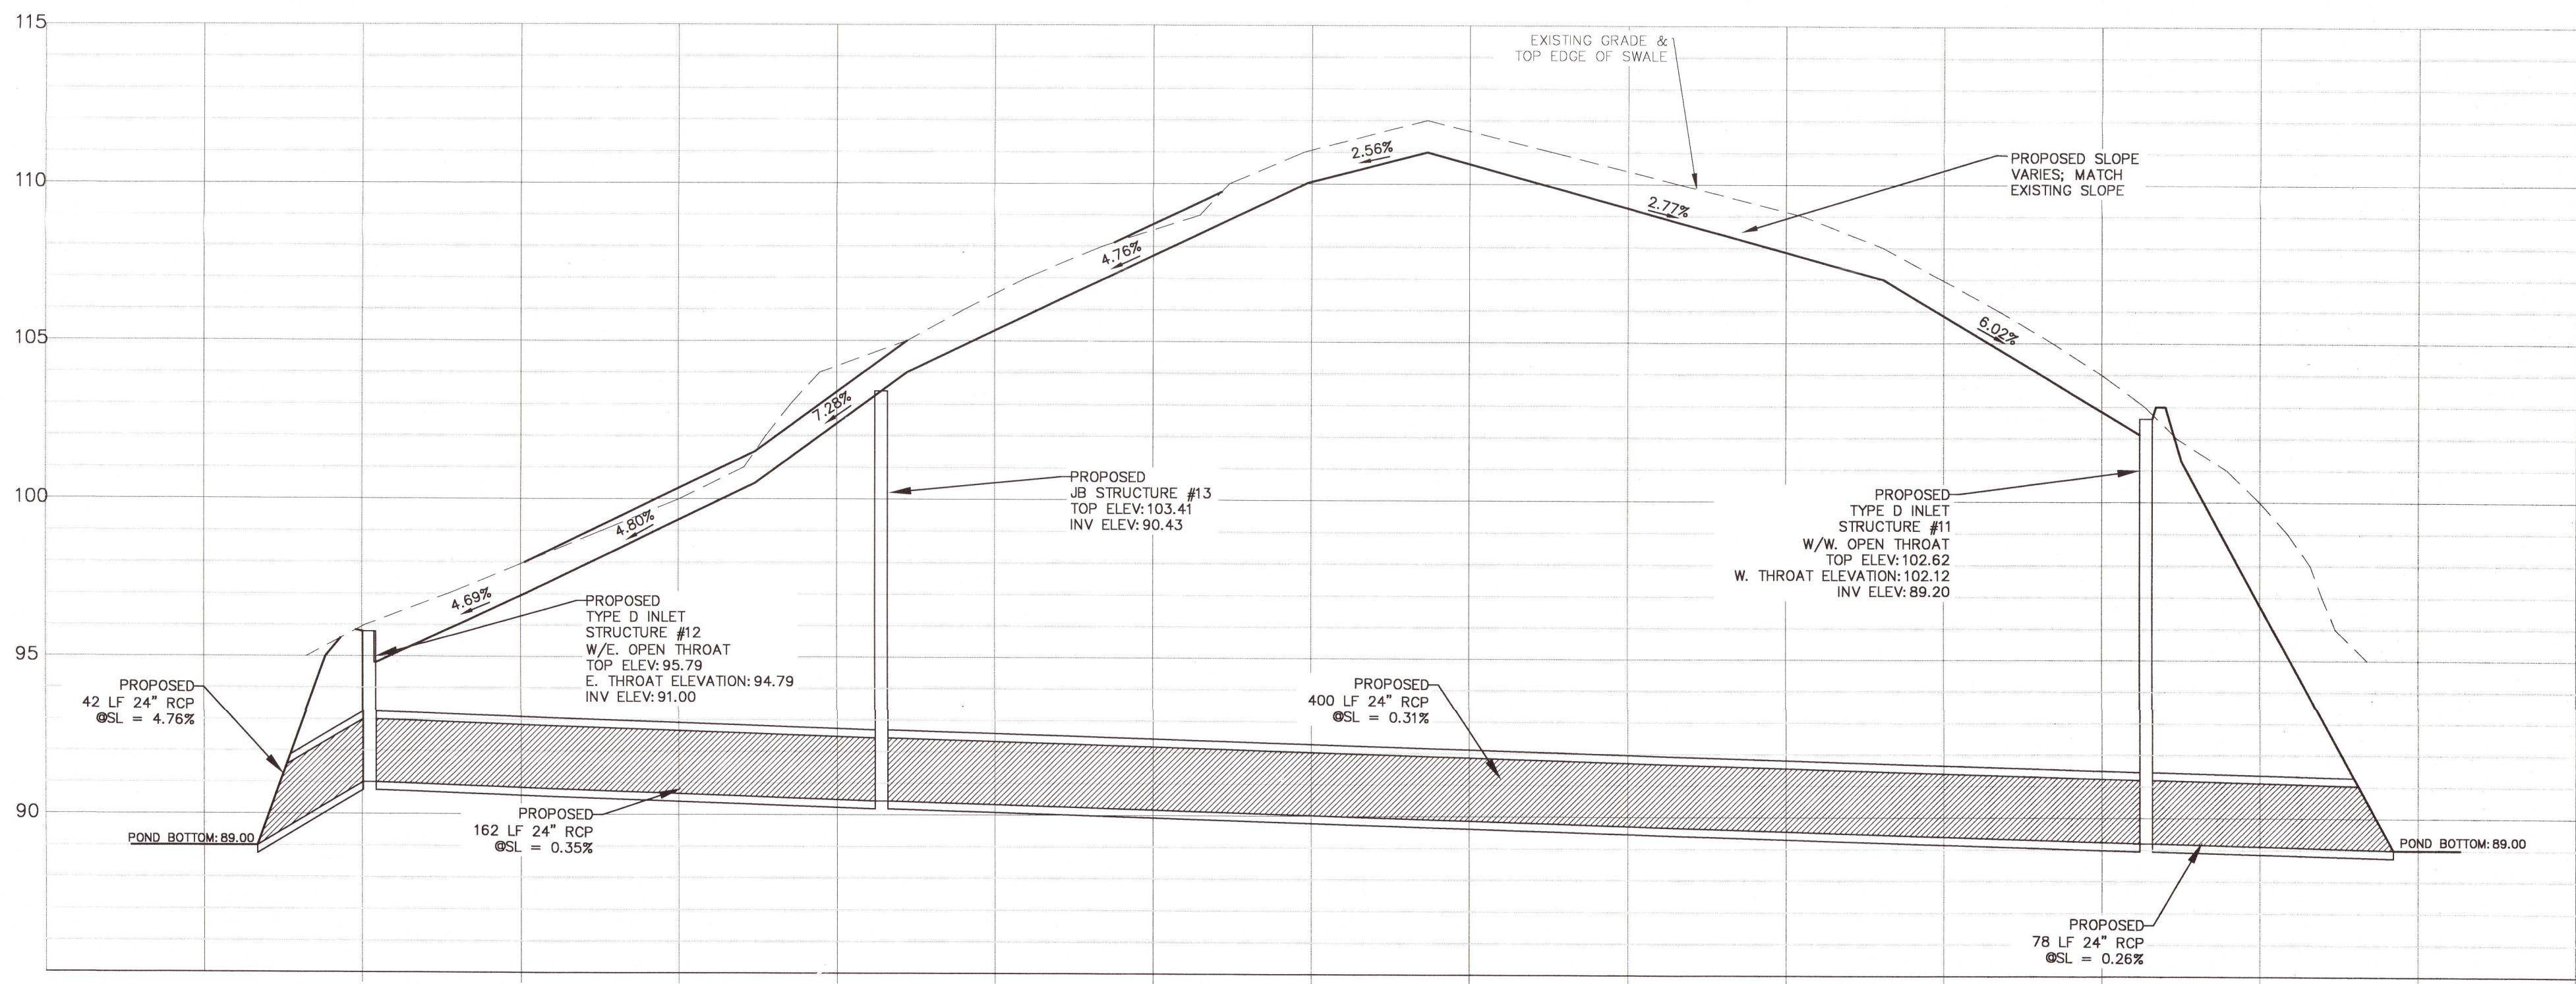 115
110
105
100
95
90
EXISTING GRADE &
TOP EDGE OF SWALE
PROPOSED SLOPE
VARIES; MATCH
EXISTING SLOPE
2.56%
2.77%
4.76%
6.02%
7.28%
4.80%
4.69%
PROPOSED
JB STRUCTURE #13
TOP ELEV: 103.41
INV ELEV: 90.43
PROPOSED
TYPE D INLET
STRUCTURE #11
W/W. OPEN THROAT
TOP ELEV: 102.62
W. THROAT ELEVATION: 102.12
INV ELEV: 89.20
PROPOSED
TYPE D INLET
STRUCTURE #12
W/E. OPEN THROAT
TOP ELEV: 95.79
E. THROAT ELEVATION: 94.79
INV ELEV: 91.00
PROPOSED
42 LF 24" RCP
@SL = 4.76%
PROPOSED
400 LF 24" RCP
@SL = 0.31%
POND BOTTOM: 89.00
PROPOSED
162 LF 24" RCP
@SL = 0.35%
POND BOTTOM: 89.00
PROPOSED
78 LF 24" RCP
@SL = 0.26%